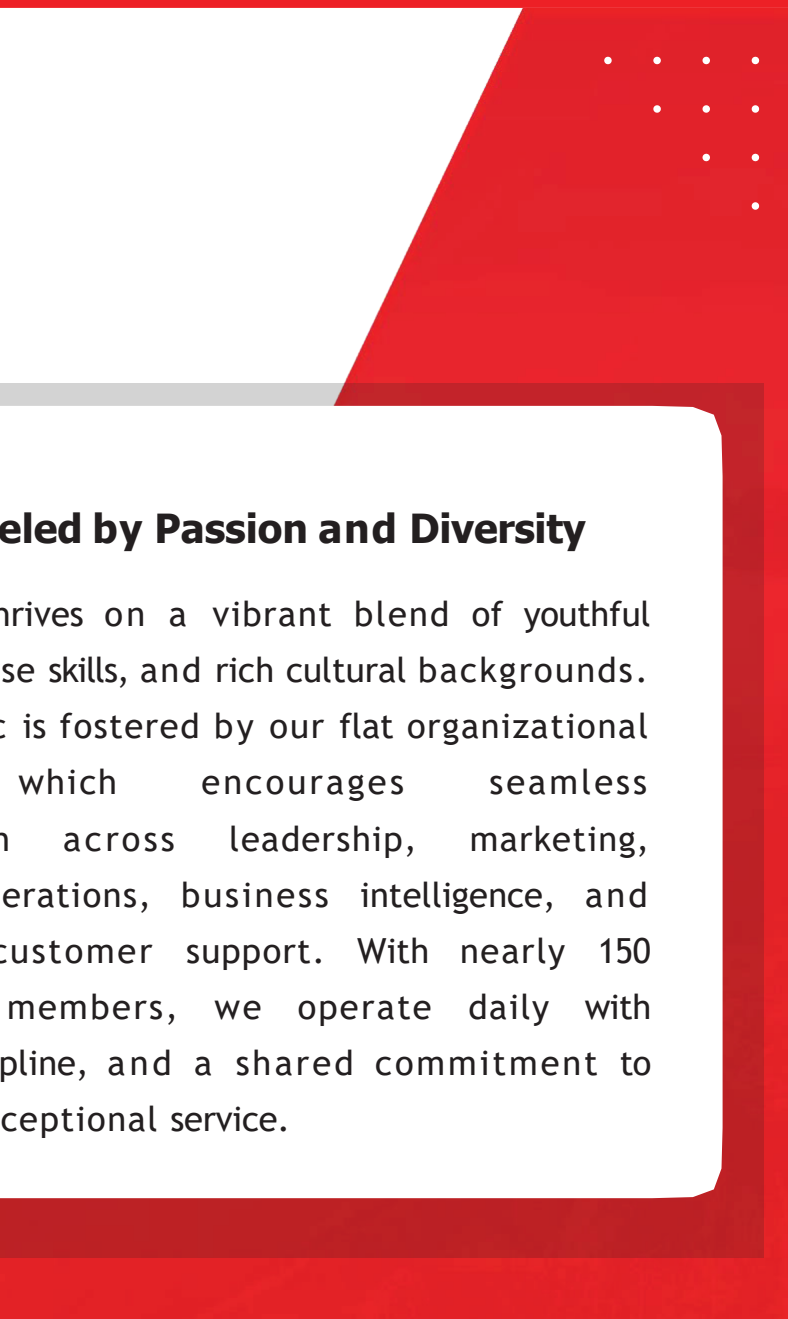 eled by Passion and Diversity
hrives on a vibrant blend of youthful
se skills, and rich cultural backgrounds.
c is fostered by our flat organizational
which encourages seamless
n across leadership, marketing,
erations, business intelligence, and
customer support. With nearly 150
members, we operate daily with
pline, and a shared commitment to
ceptional service.